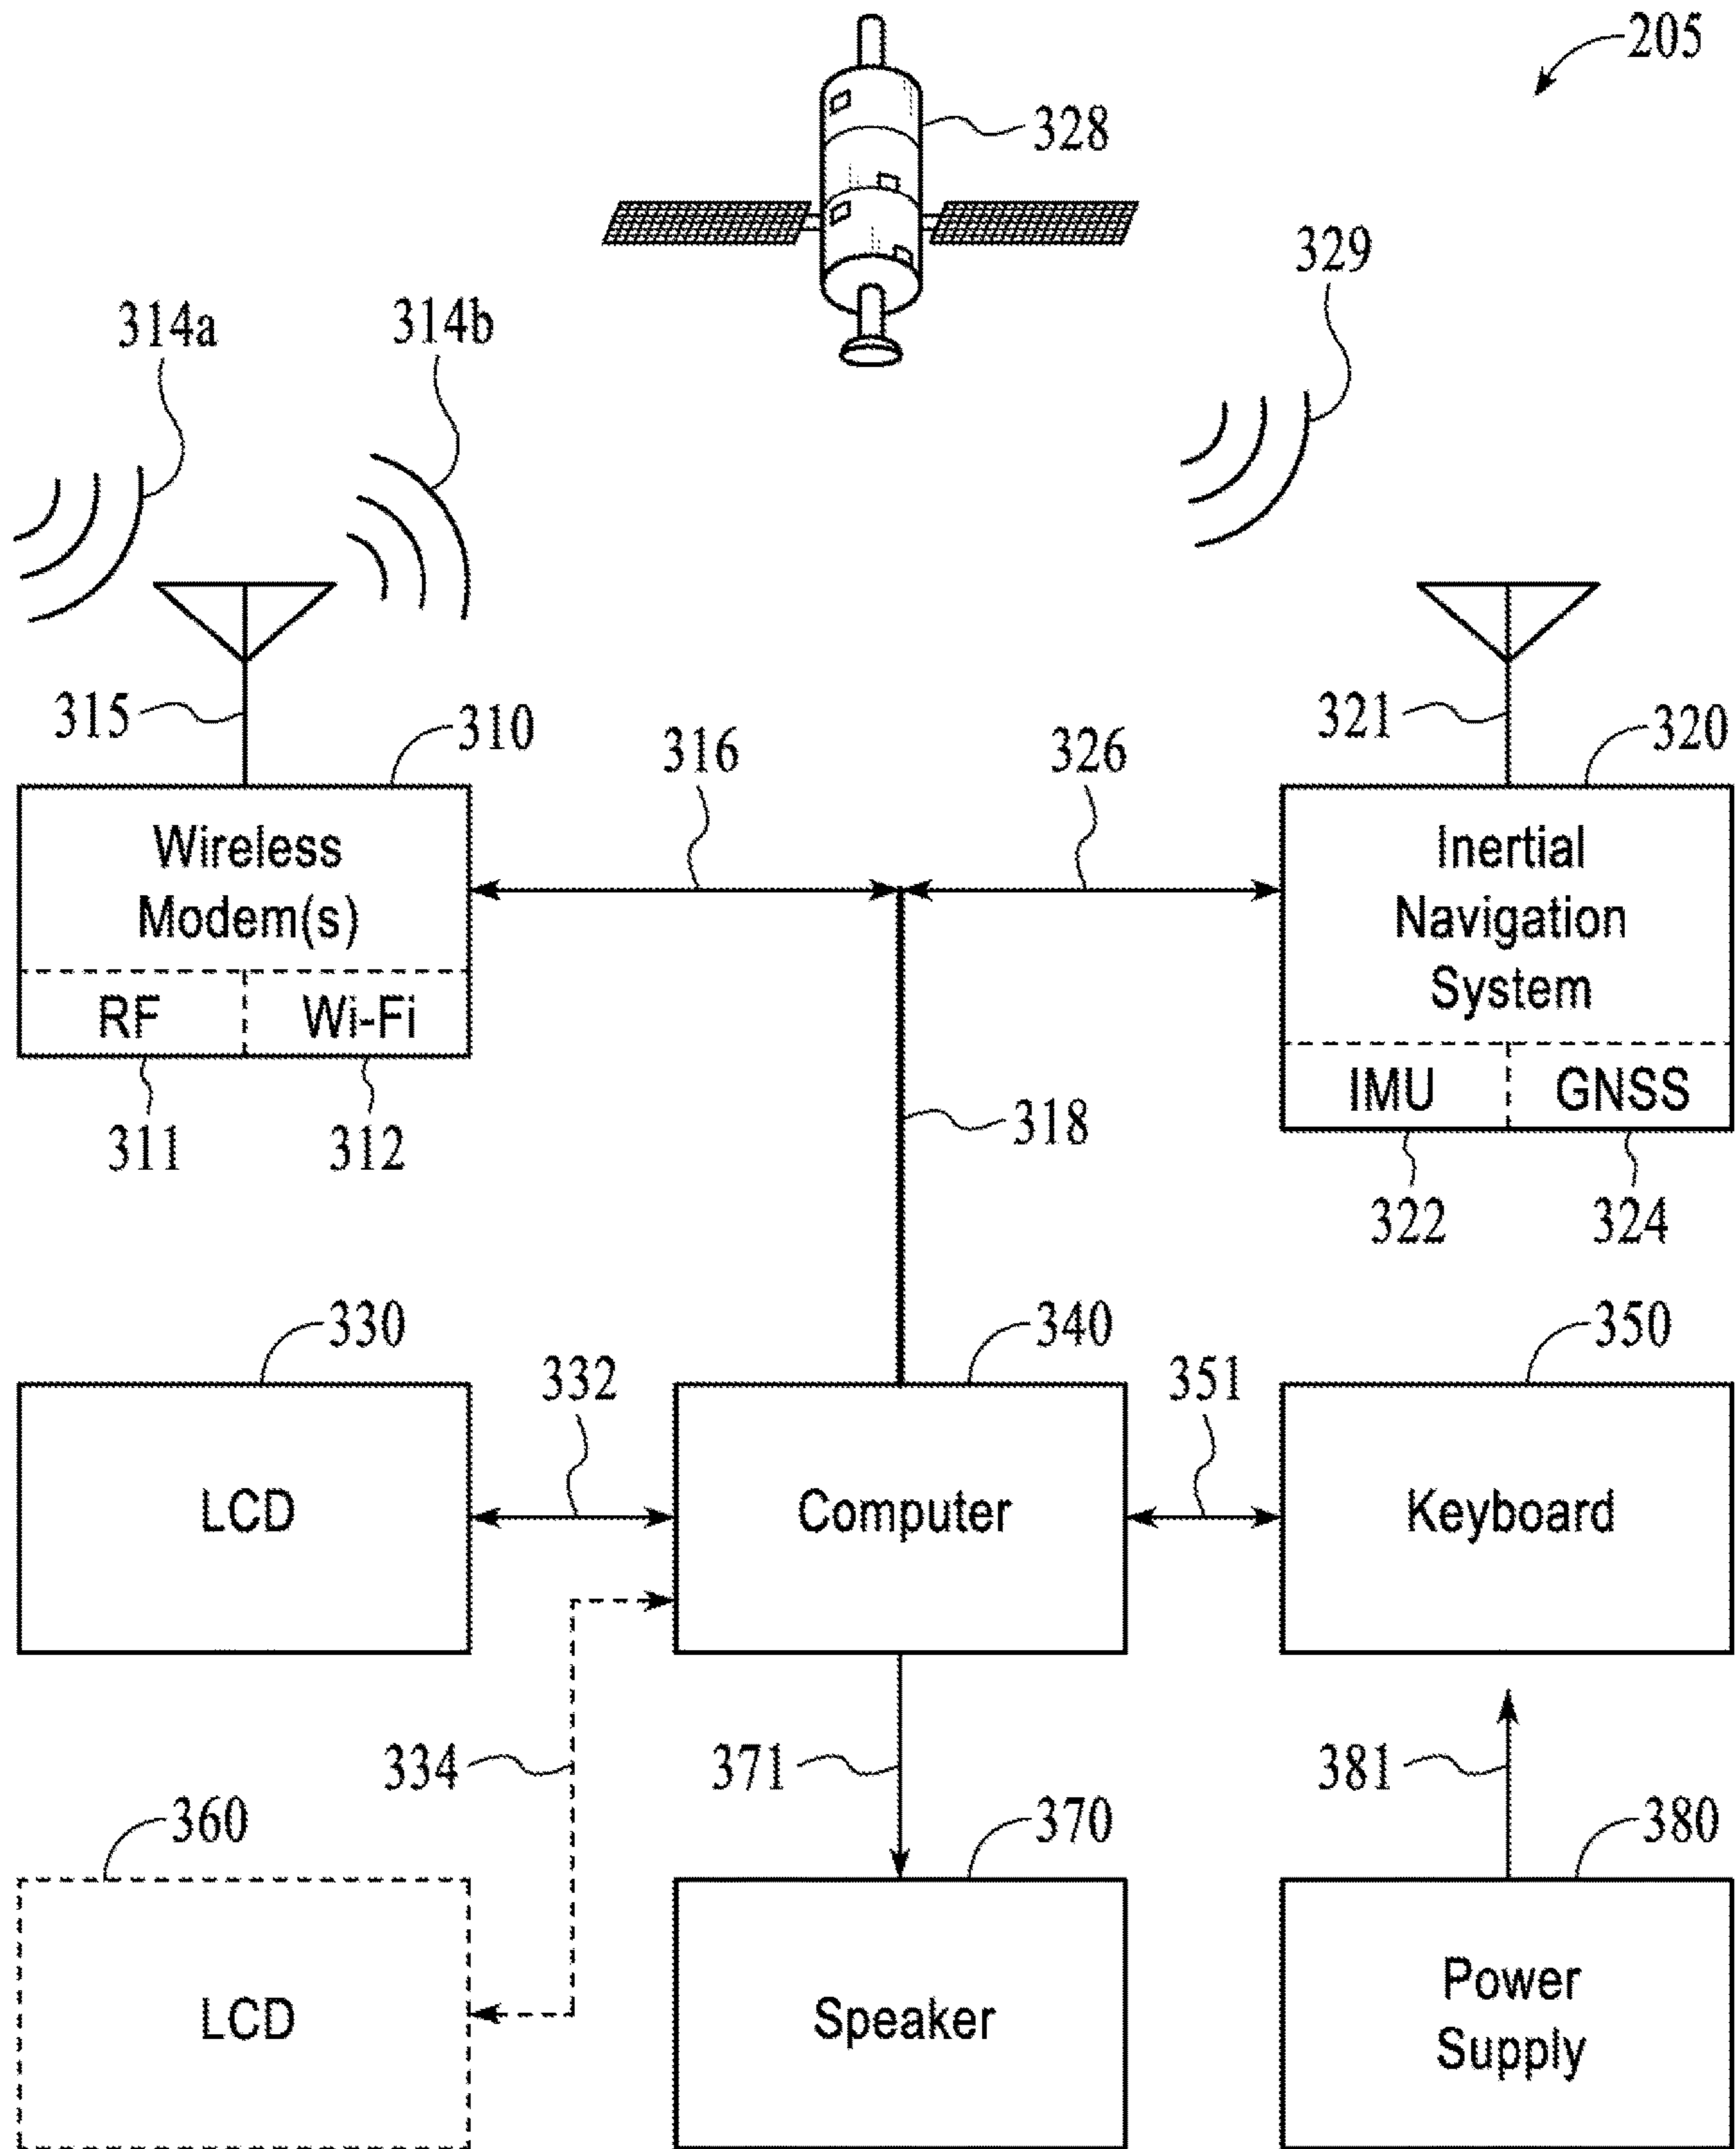 205
328
329
314a
314b
315
310
316
326
321
320
Wireless
Modem(s)
RF
Wi-Fi
Inertial
Navigation
System
IMU
GNSS
311
312
318
322
324
330
332
340
351
350
LCD
Computer
Keyboard
334
371
381
360
370
380
LCD
Speaker
Power
Supply